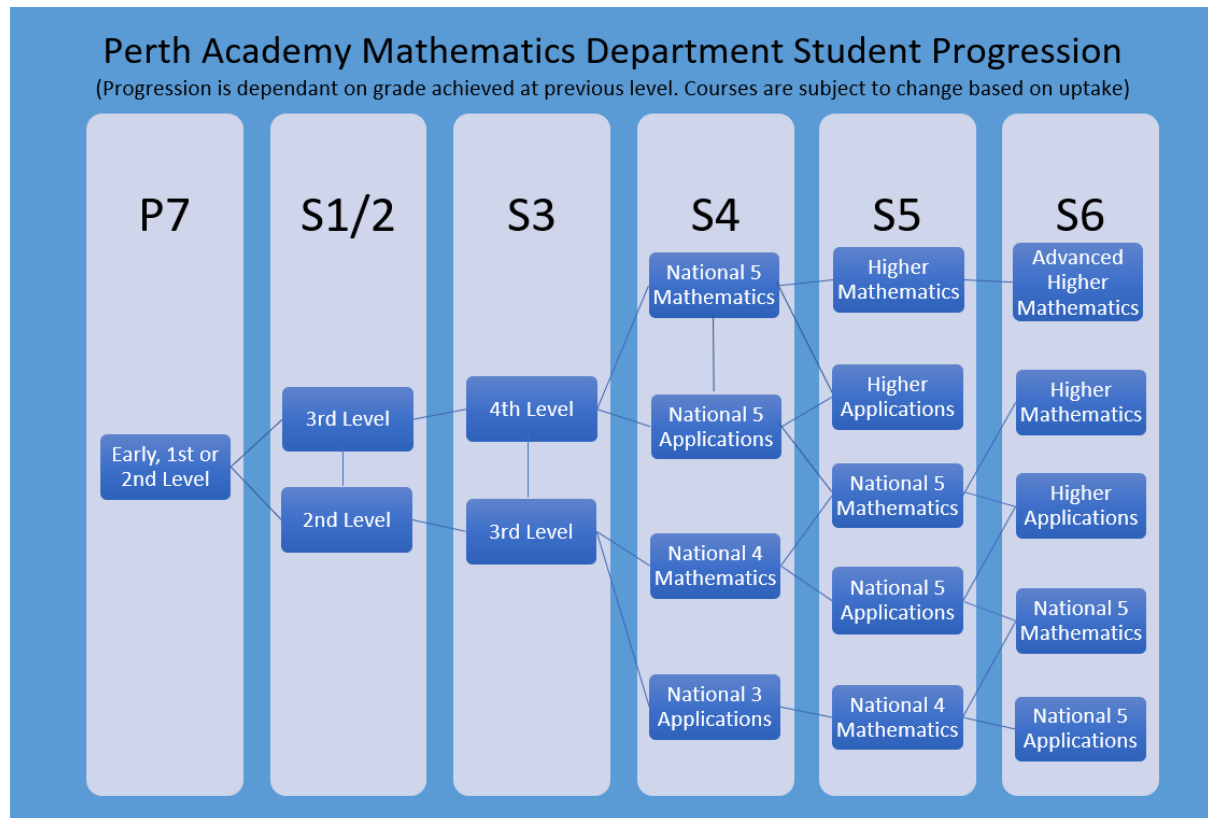 Perth Academy Mathematics Department Student Progression
(Progression is dependant on grade achieved at previous level. Courses are subject to change based on uptake)
P7
Early, 1st or
2nd Level
S1/2
3rd Level
2nd Level
S3
4th Level
3rd Level
S4
National 5
Mathematics
National 5
Applications
National 4
Mathematics
National 3
Applications
S5
Higher
Mathematics
Higher
Applications
National 5
Mathematics
National 5
Applications
National 4
Mathematics
S6
Advanced
Higher
Mathematics
Higher
Mathematics
Higher
Applications
National 5
Mathematics
National 5
Applications